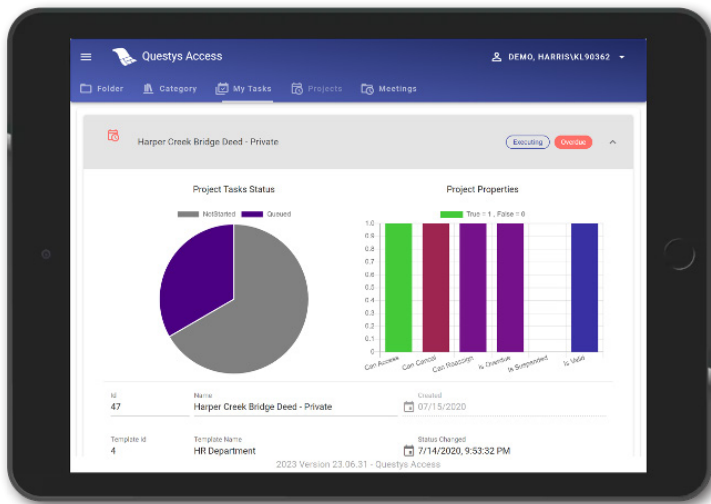 Questys Access
DEMO, HARRIS\KL90362
Folder
Category
My Tasks
Projects
Meetings
Harper Creek Bridge Deed - Private
Executing
Overdue
Project Tasks Status
NotStarted
Queued
Project Properties
True = 1 , False = 0
1.0
0.9
0.8
0.7
0.6
0.5
0.4
0.3
0.2
0.1
0
Can Access
Can Cancel
Can Reassign
Is Overdue
Is Suspended
Is Valid
Id
Name
Created
47
Harper Creek Bridge Deed - Private
07/15/2020
Template Id
Template Name
Status Changed
4
HR Department
7/14/2020, 9:53:32 PM
2023 Version 23.06.31 - Questys Access